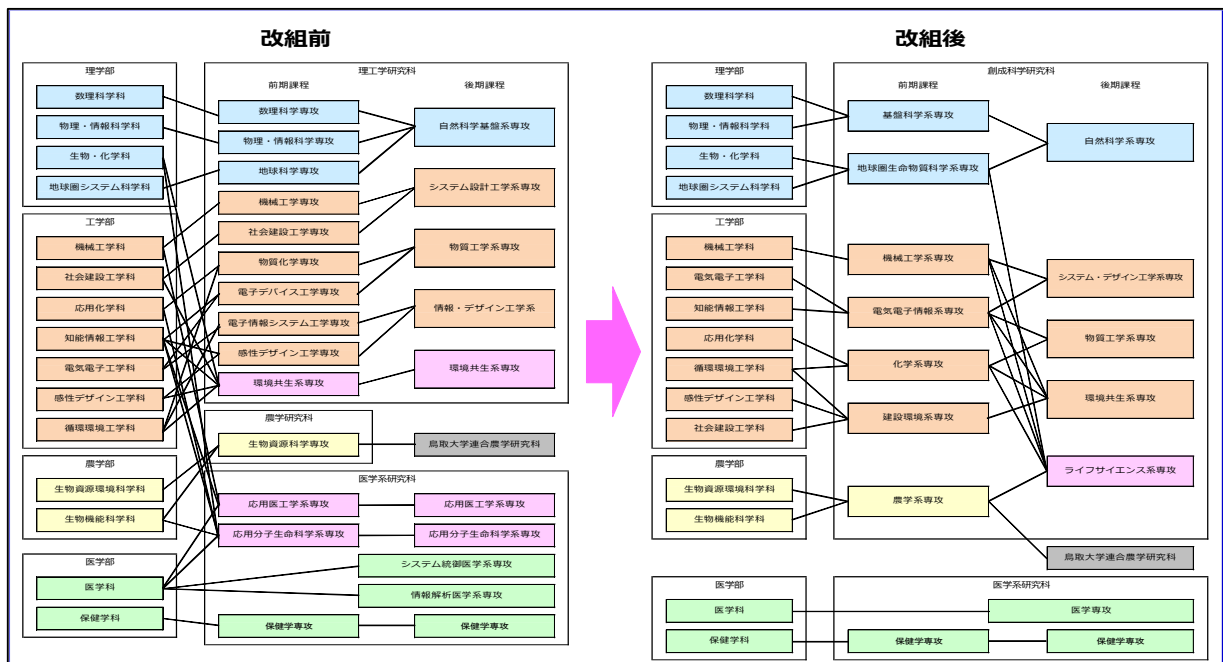 改組前
理学部
数理科学科
物理・情報科学科
生物・化学科
地球圏システム科学科
工学部
機械工学科
社会建設工学科
応用化学科
知能情報工学科
電気電子工学科
感性デザイン工学科
循環環境工学科
農学部
生物資源環境科学科
生物機能科学科
医学部
医学科
保健学科
理工学研究科
前期課程
後期課程
数理科学専攻
物理・情報科学専攻
地球科学専攻
機械工学専攻
社会建設工学専攻
物質化学専攻
電子デバイス工学専攻
電子情報システム工学専攻
感性デザイン工学専攻
環境共生系専攻
自然科学基盤系専攻
システム設計工学系専攻
物質工学系専攻
情報・デザイン工学系
環境共生系専攻
農学研究科
生物資源科学専攻
鳥取大学連合農学研究科
医学系研究科
応用医工学系専攻
応用医工学系専攻
応用分子生命科学系専攻
応用分子生命科学系専攻
システム統御医学系専攻
情報解析医学系専攻
保健学専攻
保健学専攻
改組後
理学部
数理科学科
物理・情報科学科
生物・化学科
地球圏システム科学科
工学部
機械工学科
電気電子工学科
知能情報工学科
応用化学科
循環環境工学科
感性デザイン工学科
社会建設工学科
農学部
生物資源環境科学科
生物機能科学科
医学部
医学科
保健学科
創成科学研究科
前期課程
後期課程
基盤科学系専攻
地球圏生命物質科学系専攻
機械工学系専攻
電気電子情報系専攻
化学系専攻
建設環境系専攻
農学系専攻
自然科学系専攻
システム・デザイン工学系専攻
物質工学系専攻
環境共生系専攻
ライフサイエンス系専攻
鳥取大学連合農学研究科
医学系研究科
医学専攻
保健学専攻
保健学専攻